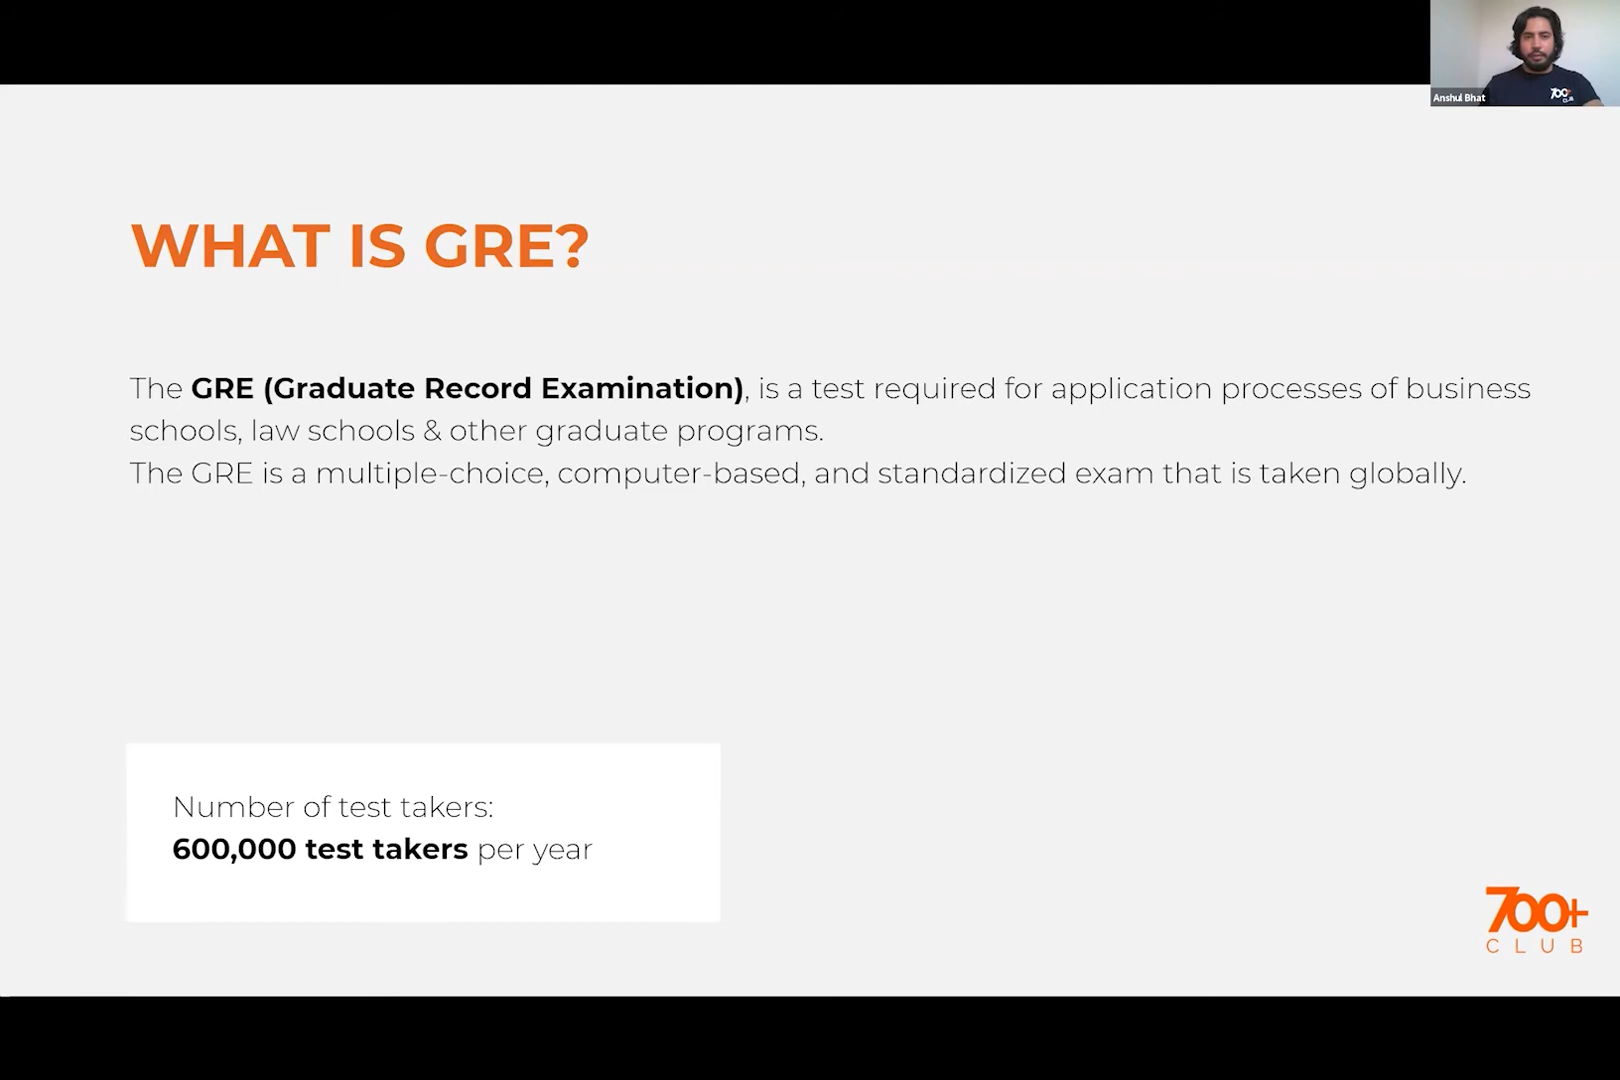 Anshul Bhat
700+
CLUB
WHAT IS GRE?
The GRE (Graduate Record Examination), is a test required for application processes of business
schools, law schools & other graduate programs.
The GRE is a multiple-choice, computer-based, and standardized exam that is taken globally.
Number of test takers:
600,000 test takers per year
700+
CLUB